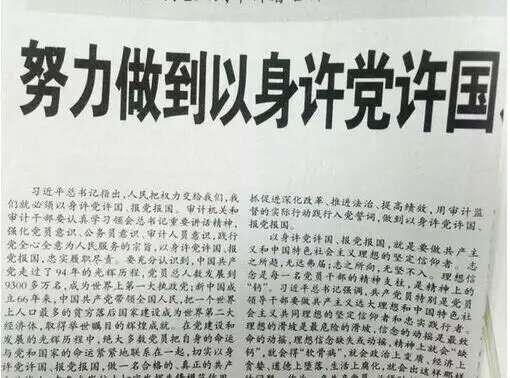 努力做到以身许党许国、
习近平总书记指出，人民把权力交给我们，我
们就必须以身许党许国、报党报国。审计机关和
审计干部要认真学习领会总书记重要讲话精神，
强化党员意识、公务员意识、审计人员意识，践行
党全心全意为人民服务的宗旨，以身许党许国、报
党报国，忠实履职尽责。要充分认识到，中国共产
党走过了94年的光辉历程，党员总人数发展到
9300多万名，成为世界上第一大执政党；新中国成
立66年来，中国共产党带领全国人民，把一个世界
上人口最多的贫穷落后国家建设成为世界第二大
经济体，取得举世瞩目的辉煌成就。在党建设和
发展的光辉历程中，绝大多数党员把自身的命运
与党和国家的命运紧紧地联系在一起，切实以身
许党许国、报党报国，做一名合格的、真正的共产
抓促进深化改革、推进法治、提高绩效，用审计监
督的实际行动践行入党誓词，做到以身许党许国、
报党报国。
以身许党许国、报党报国，就是要做共产主
义和中国特色社会主义理想的坚定信仰者。志
之所趋，无远弗届；志之所向，无坚不入。理想信
念是每一名党员干部的精神支柱，是精神上的
“钙”。习近平总书记强调，共产党员特别是党员
领导干部要做共产主义远大理想和中国特色社
会主义共同理想的坚定信仰者和忠实践行者。
理想的滑坡是最危险的滑坡，信念的动摇是最致
命的动摇，理想信念缺失或动摇，精神上就会“缺
钙”，就会得“软骨病”，就会政治上变质、经济上
贪婪、道德上堕落、生活上腐化，就会出这样那样